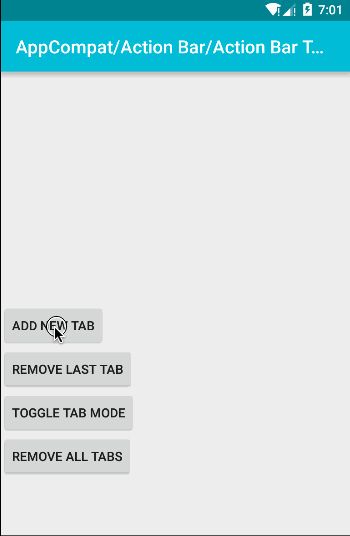 7:01
AppCompat/Action Bar/Action Bar T...
ADD NEW TAB
REMOVE LAST TAB
TOGGLE TAB MODE
REMOVE ALL TABS